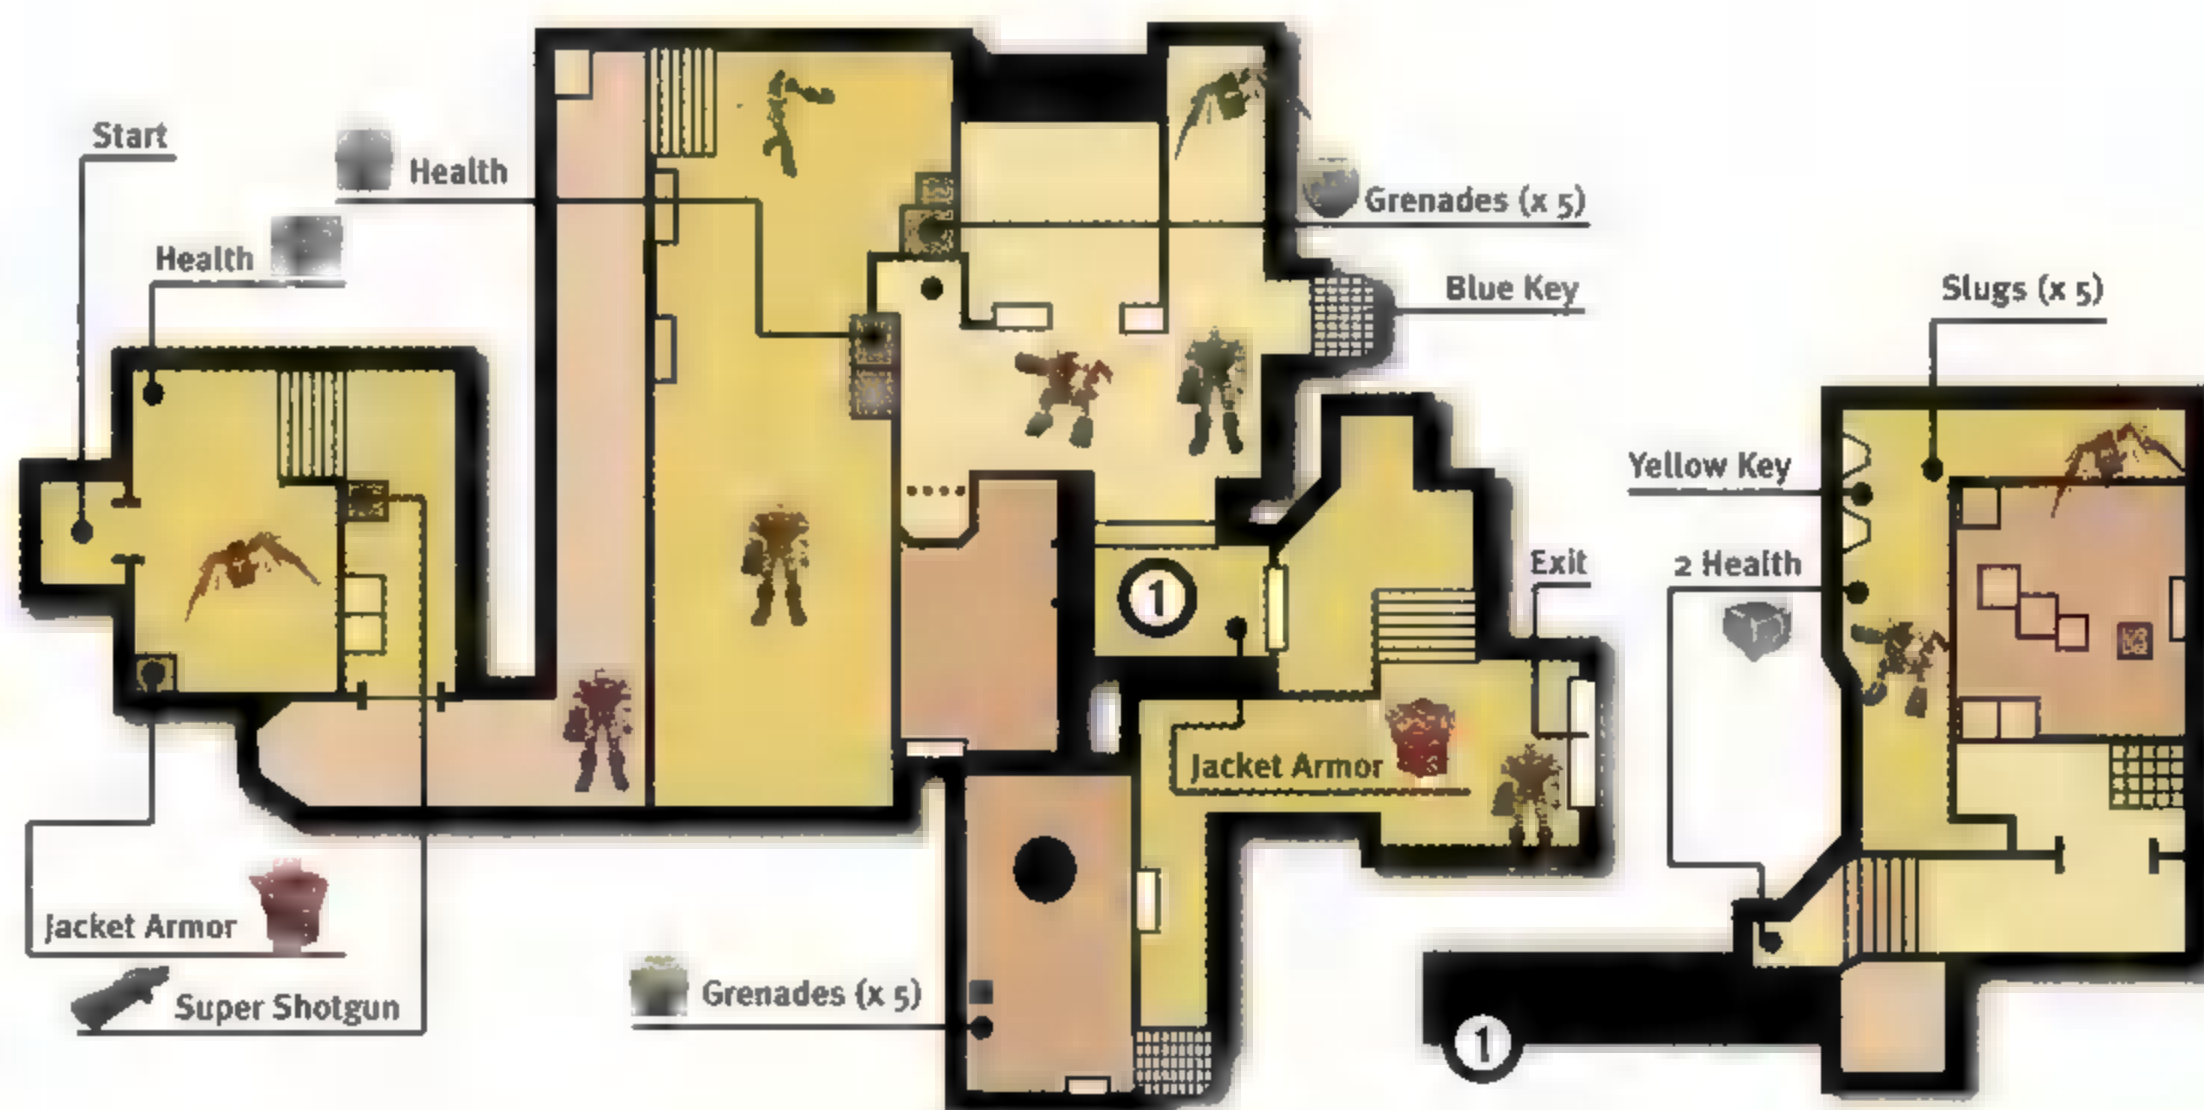 Start
Health
Health
Grenades (x 5)
Blue Key
Slugs (x 5)
Yellow Key
2 Health
Exit
1
Jacket Armor
Jacket Armor
Super Shotgun
Grenades (x 5)
1